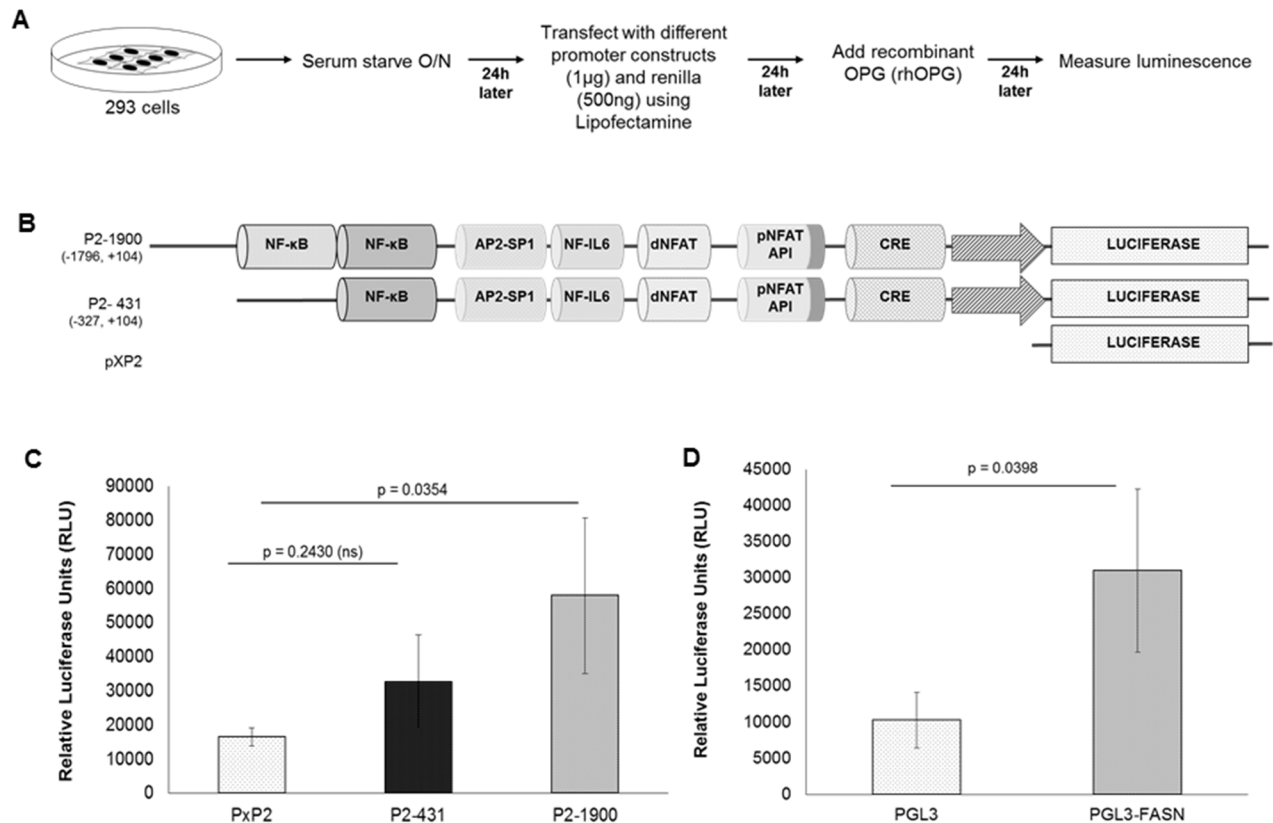 A
293 cells
Serum starve O/N
24h
later
Transfect with different
promoter constructs
(1µg) and renilla
(500ng) using
Lipofectamine
24h
later
Add recombinant
OPG (rhOPG)
24h
later
Measure luminescence
B
P2-1900
(-1796, +104)
NF-κB
NF-κB
AP2-SP1
NF-IL6
dNFAT
pNFAT
API
CRE
LUCIFERASE
P2- 431
(-327, +104)
NF-κB
AP2-SP1
NF-IL6
dNFAT
pNFAT
API
CRE
LUCIFERASE
pXP2
LUCIFERASE
C
Relative Luciferase Units (RLU)
90000
80000
70000
60000
50000
40000
30000
20000
10000
0
p = 0.0354
p = 0.2430 (ns)
PxP2
P2-431
P2-1900
D
Relative Luciferase Units (RLU)
45000
40000
35000
30000
25000
20000
15000
10000
5000
0
p = 0.0398
PGL3
PGL3-FASN